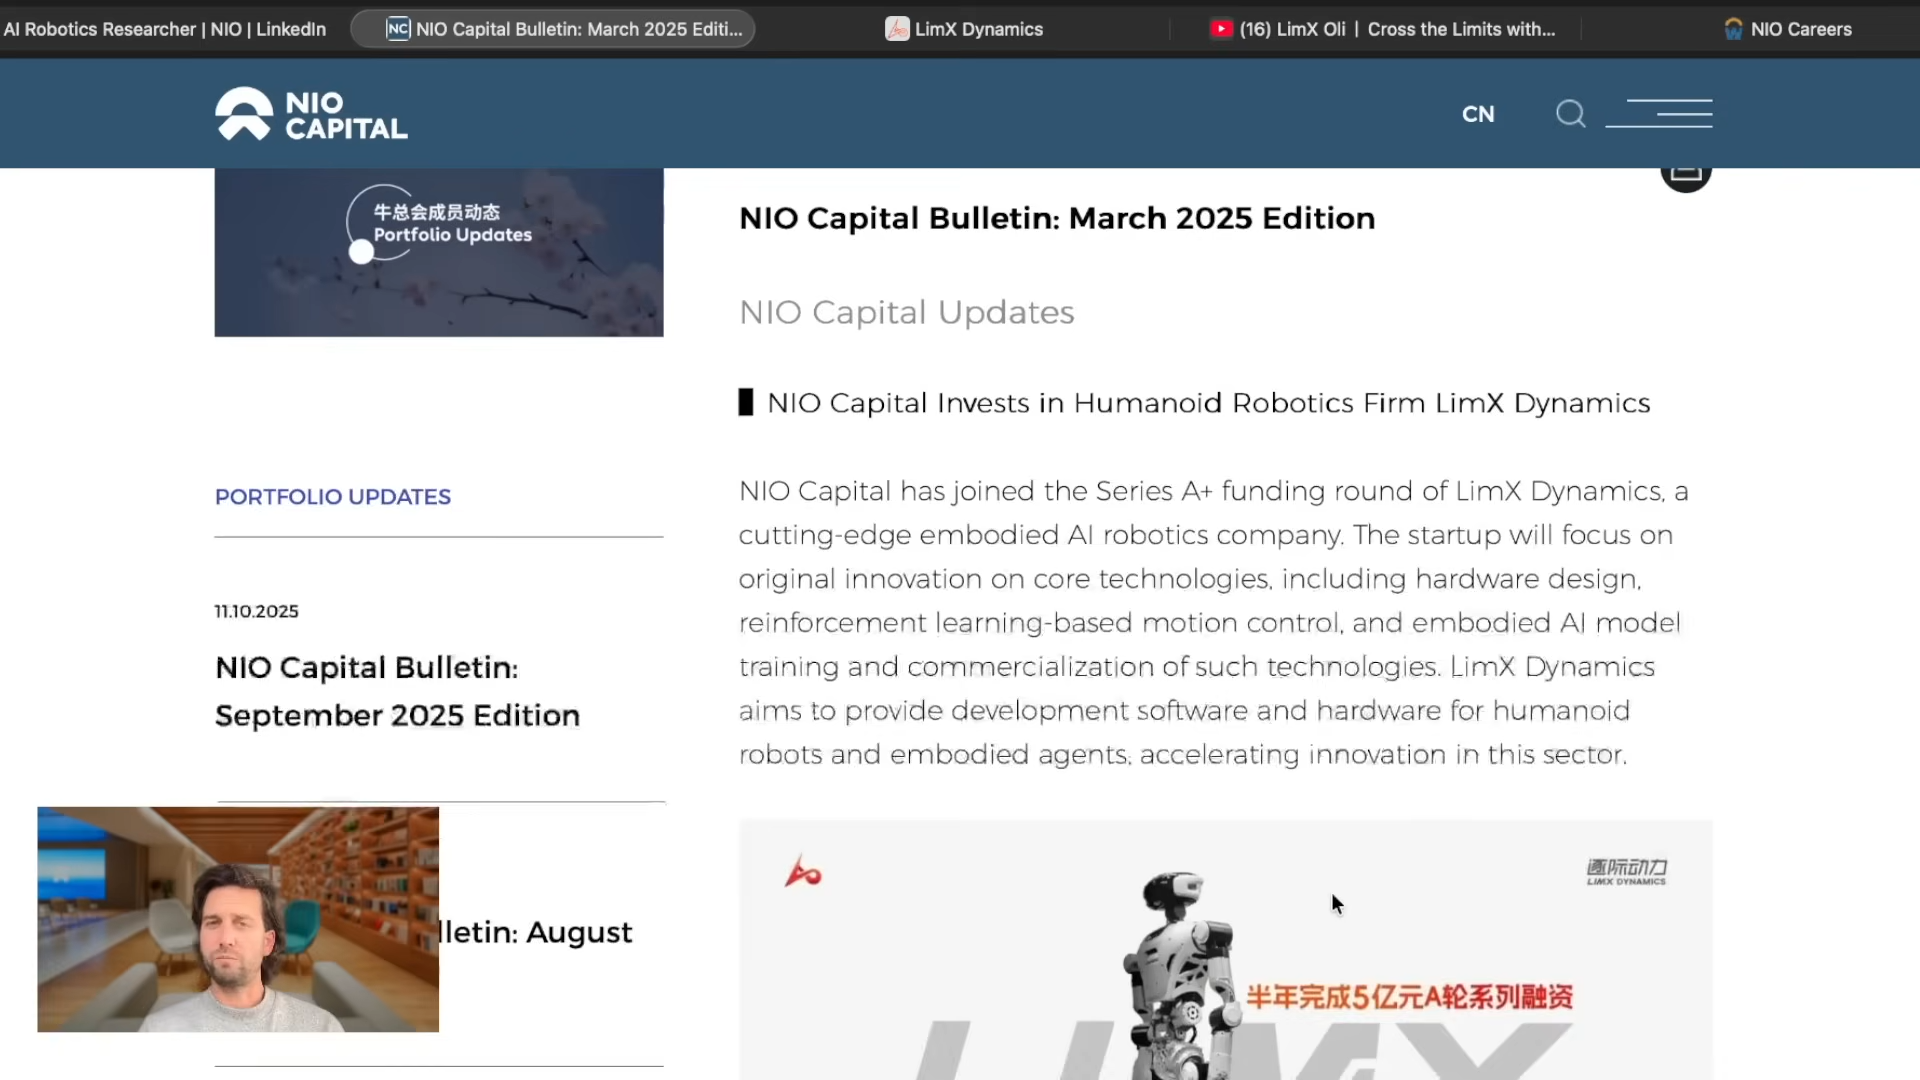 AI Robotics Researcher | NIO | LinkedIn
NC NIO Capital Bulletin: March 2025 Editi...
LimX Dynamics
(16) LimX Oli | Cross the Limits with...
NIO Careers
NIO
CAPITAL
CN
牛总会成员动态
Portfolio Updates
PORTFOLIO UPDATES
11.10.2025
NIO Capital Bulletin:
September 2025 Edition
lletin: August
NIO Capital Bulletin: March 2025 Edition
NIO Capital Updates
NIO Capital Invests in Humanoid Robotics Firm LimX Dynamics
NIO Capital has joined the Series A+ funding round of LimX Dynamics, a
cutting-edge embodied AI robotics company. The startup will focus on
original innovation on core technologies, including hardware design,
reinforcement learning-based motion control, and embodied AI model
training and commercialization of such technologies. LimX Dynamics
aims to provide development software and hardware for humanoid
robots and embodied agents, accelerating innovation in this sector.
逐际动力
LIMX DYNAMICS
半年完成5亿元A轮系列融资
LIMX